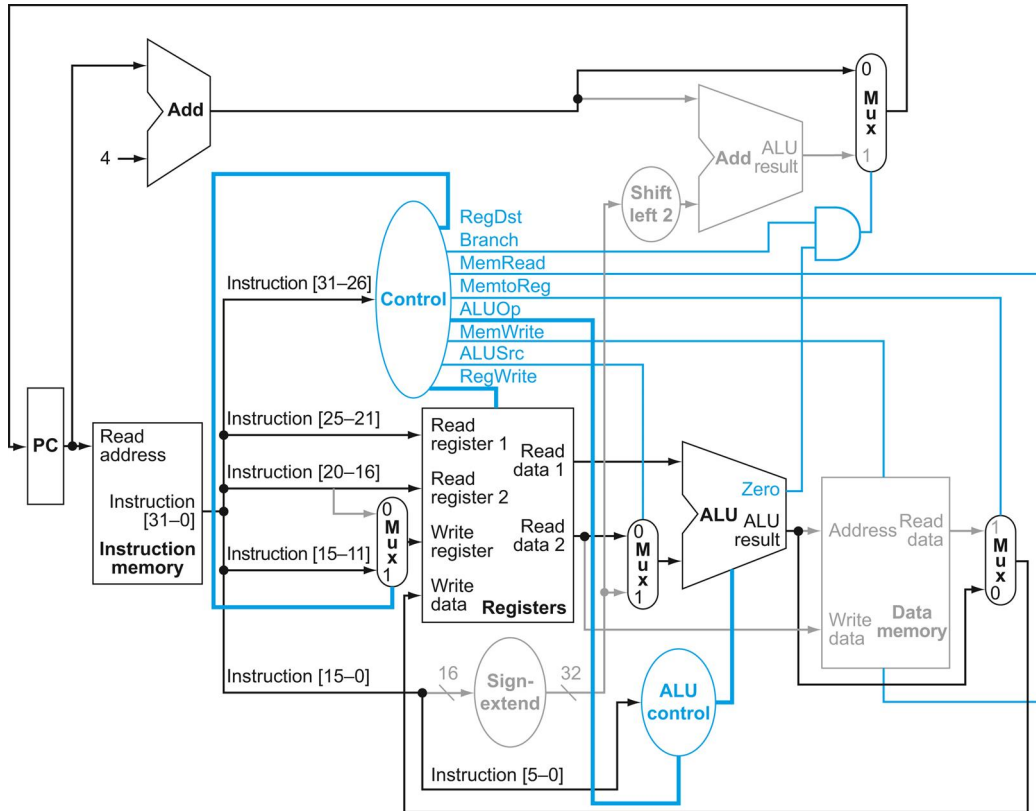 Add
4
0
Mux
1
Add
ALU
result
Shift
left 2
RegDst
Branch
MemRead
MemtoReg
ALUOp
MemWrite
ALUSrc
RegWrite
Control
Instruction [31–26]
PC
Read
address
Instruction
[31–0]
Instruction
memory
Instruction [25–21]
Instruction [20–16]
Instruction [15–11]
0
Mux
1
Read
register 1
Read
register 2
Write
register
Write
data
Read
data 1
Read
data 2
Registers
0
Mux
1
Zero
ALU
ALU
result
Address
Read
data
Write
data
Data
memory
1
Mux
0
Instruction [15–0]
16
Sign-
extend
32
ALU
control
Instruction [5–0]